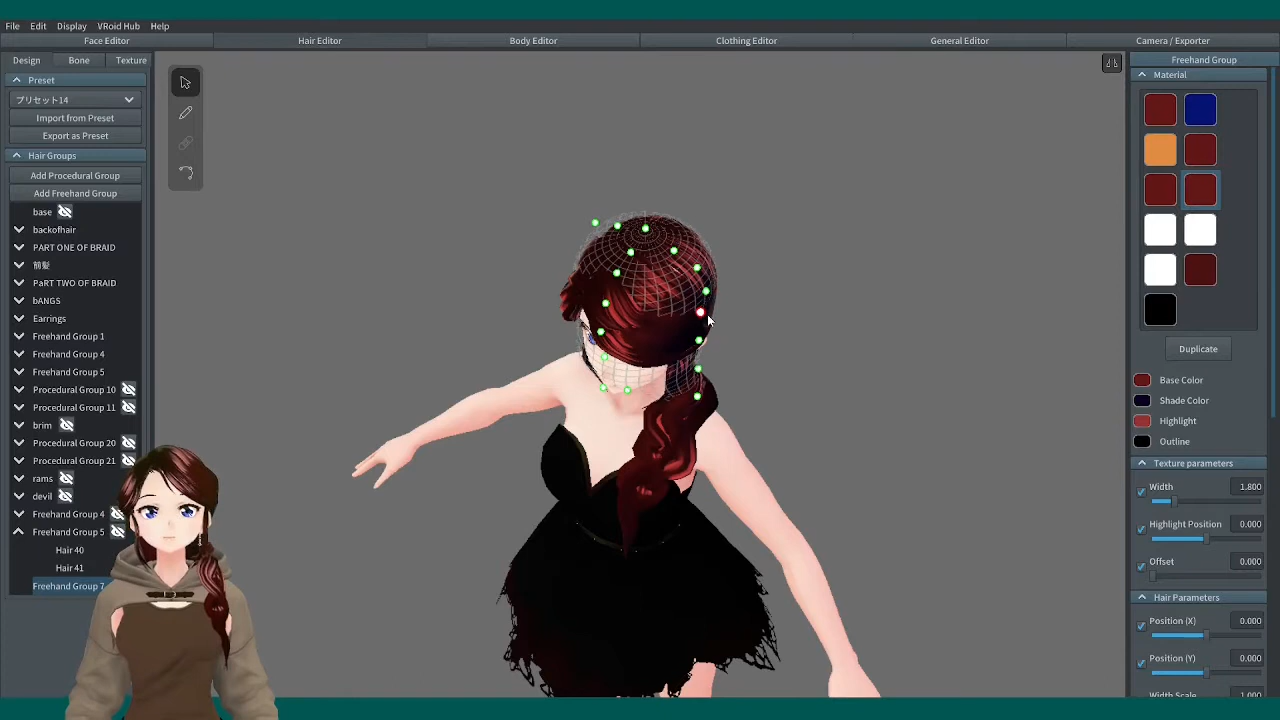 File Edit Display VRoid Hub Help
Face Editor Hair Editor Body Editor Clothing Editor General Editor Camera / Exporter
Design Bone Texture
Preset
プリセット14
Import from Preset
Export as Preset
Hair Groups
Add Procedural Group
Add Freehand Group
base
backofhair
PART ONE OF BRAID
前髪
PaRT TWO OF BRAID
bANGS
Earrings
Freehand Group 1
Freehand Group 4
Freehand Group 5
Procedural Group 10
Procedural Group 11
brim
Procedural Group 20
Procedural Group 21
rams
devil
Freehand Group 4
Freehand Group 5
Hair 40
Hair 41
Freehand Group 7
Freehand Group
Material
Duplicate
Base Color
Shade Color
Highlight
Outline
Texture parameters
Width 1.800
Highlight Position 0.000
Offset 0.000
Hair Parameters
Position (X) 0.000
Position (Y) 0.000
Width Scale 1.000